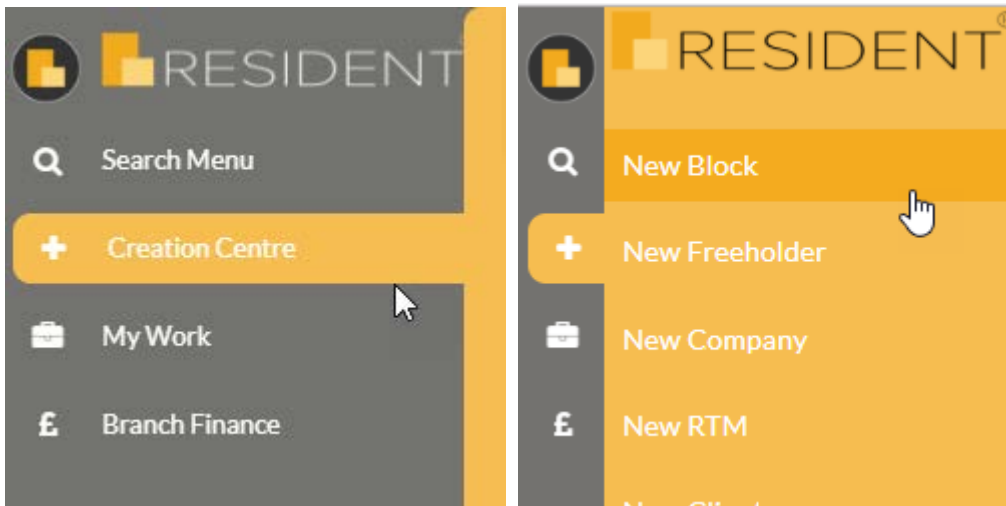 RESIDENT
Search Menu
Creation Centre
My Work
£ Branch Finance
RESIDENT®
New Block
New Freeholder
New Company
£ New RTM